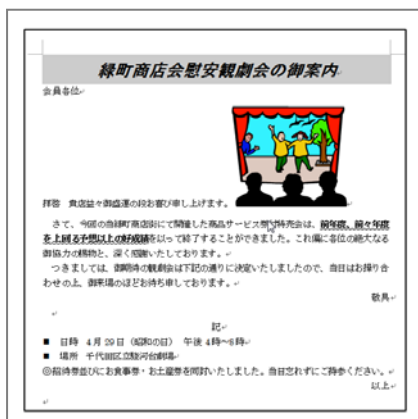 緑町商店会慰安観劇会の御案内
会員各位
拝啓 貴店益々御盛運の段お喜び申し上げます。
さて、今回の当緑町商店街にて開催した商品サービス券付特売会は、前年度、前々年度
を上回る予想以上の好成績を以って終了することができました。これ偏に各位の絶大なる
御協力の賜物と、深く感謝いたしております。
つきましては、御期待の観劇会は下記の通りに決定いたしましたので、当日はお繰り合
わせの上、御来場のほどお待ち申しております。
敬具
記
■ 日時 4月29日(昭和の日) 午後4時~8時
■ 場所 千代田区立駿河台劇場
◎招待券並びにお食事券・お土産券を同封いたしました。当日忘れずにご持参ください。
以上